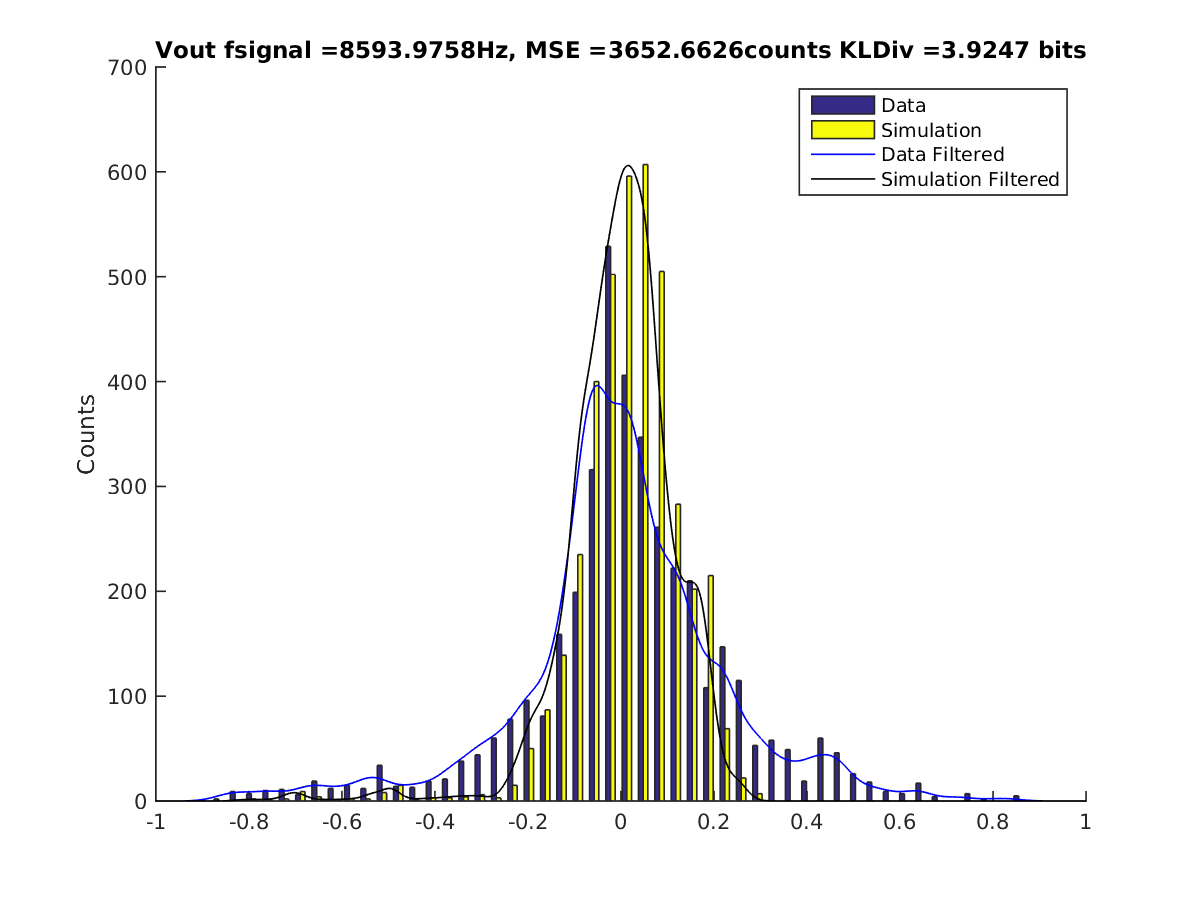 Vout fsignal =8593.9758Hz, MSE =3652.6626counts KLDiv =3.9247 bits
700
600
500
400
300
200
100
0
Counts
Data
Simulation
Data Filtered
Simulation Filtered
-1 -0.8 -0.6 -0.4 -0.2 0 0.2 0.4 0.6 0.8 1